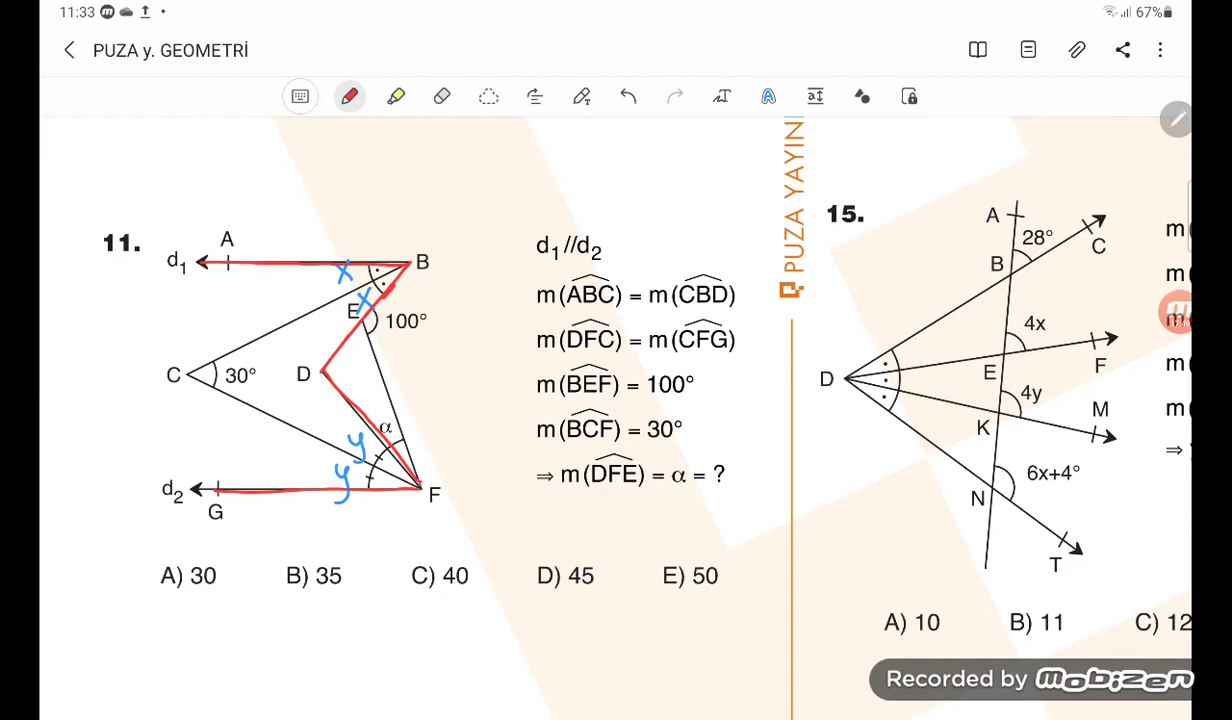 11:33
67%
PUZA y. GEOMETRİ
PUZA YAYIN
11.
A
d₁
B
x
x
E
100°
C
30°
D
α
y
y
d₂
G
F
d₁//d₂
m(ABC) = m(CBD)
m(DFC) = m(CFG)
m(BEF) = 100°
m(BCF) = 30°
⇒ m(DFE) = α = ?
A) 30 B) 35 C) 40 D) 45 E) 50
15.
A
28°
C
B
4x
D
E
F
4y
M
K
6x+4°
N
T
m
m
m
m
m
⇒
A) 10 B) 11 C) 12
Recorded by mobizen